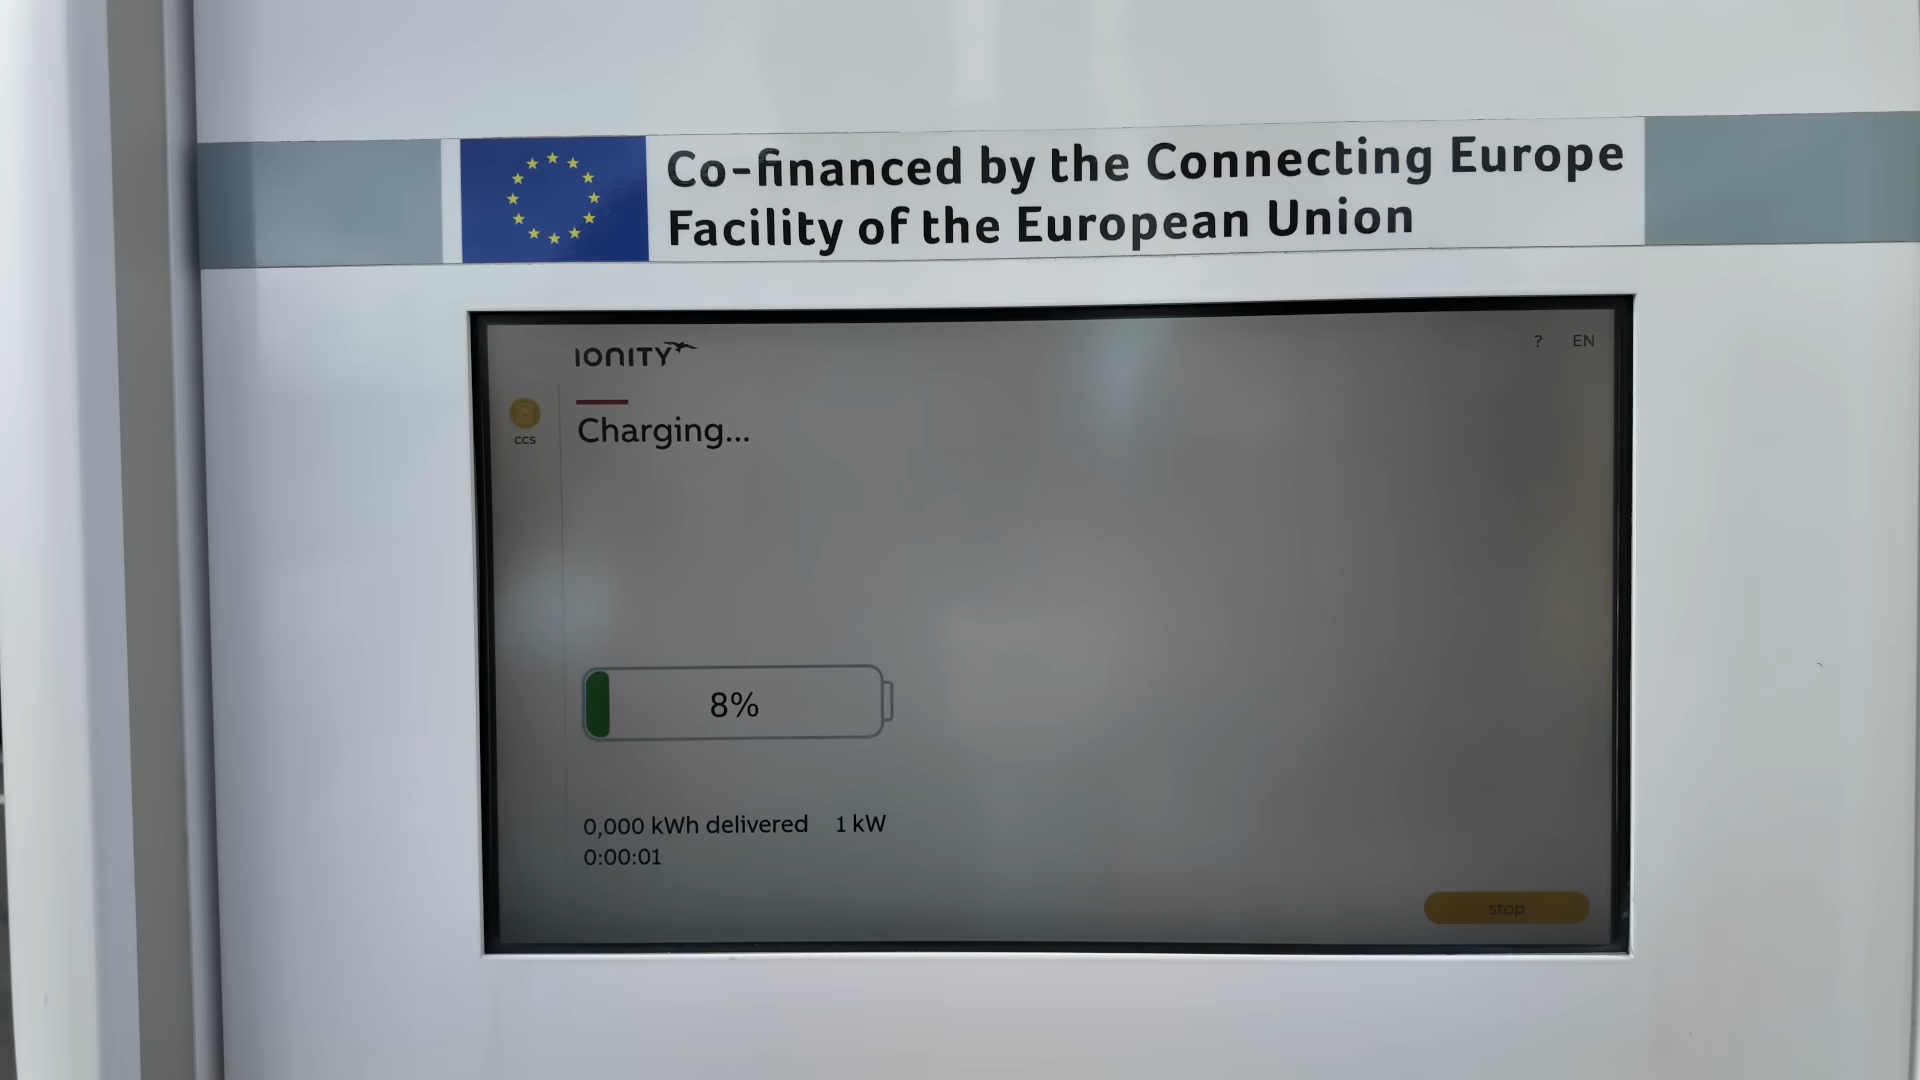 Co-financed by the Connecting Europe
Facility of the European Union
IONITY
? EN
CCS
Charging...
8%
0,000 kWh delivered 1 kW
0:00:01
stop